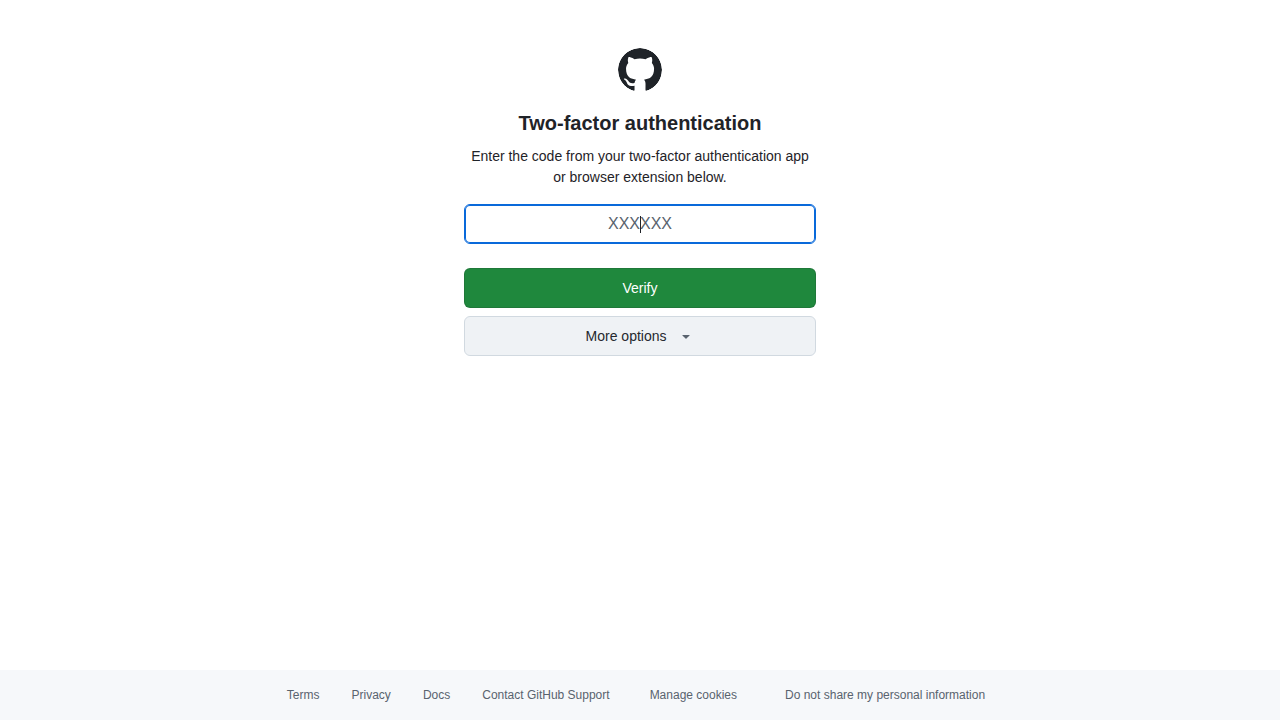 Two-factor authentication
Enter the code from your two-factor authentication app
or browser extension below.
XXXXXX
Verify
More options
Terms Privacy Docs Contact GitHub Support Manage cookies Do not share my personal information